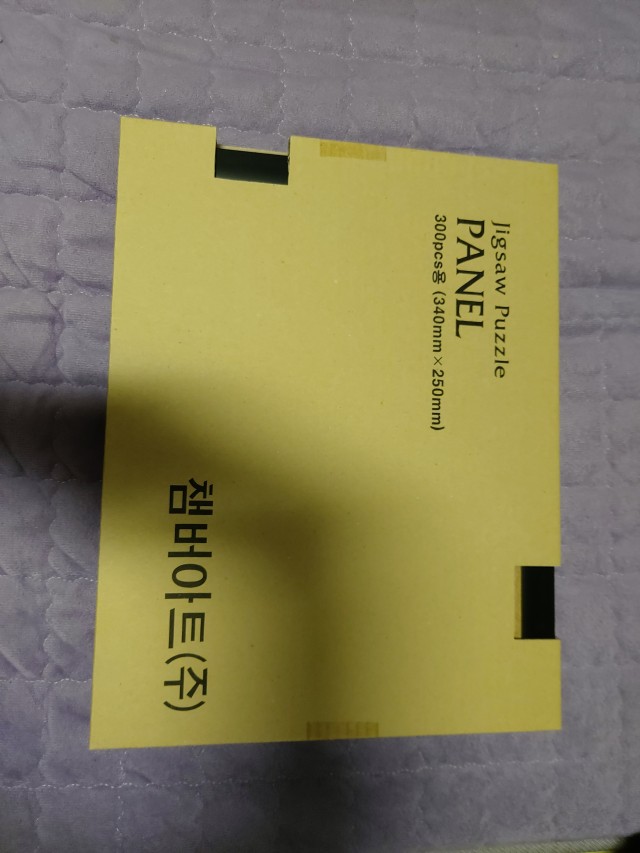 Jigsaw Puzzle
PANEL
300pcs용 (340mm×250mm)
챔버아트(주)